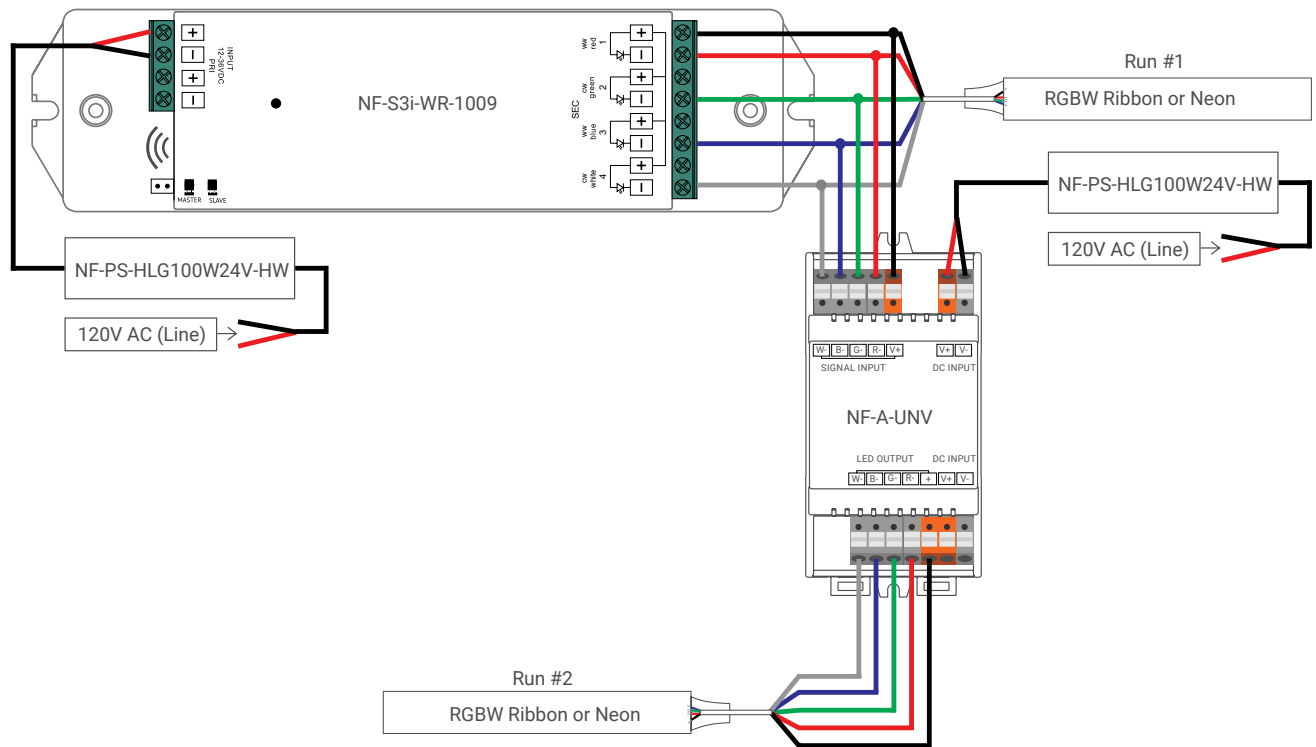 +
−
+
−
INPUT
12-36VDC
PRI
MASTER
SLAVE
NF-S3i-WR-1009
SEC
ww
red
1
+
−
cw
green
2
+
−
ww
blue
3
+
−
cw
white
4
+
−
Run #1
RGBW Ribbon or Neon
NF-PS-HLG100W24V-HW
120V AC (Line)
NF-PS-HLG100W24V-HW
120V AC (Line)
W- B- G- R- V+ V+ V-
SIGNAL INPUT DC INPUT
NF-A-UNV
LED OUTPUT DC INPUT
W- B- G- R- + V+ V-
Run #2
RGBW Ribbon or Neon